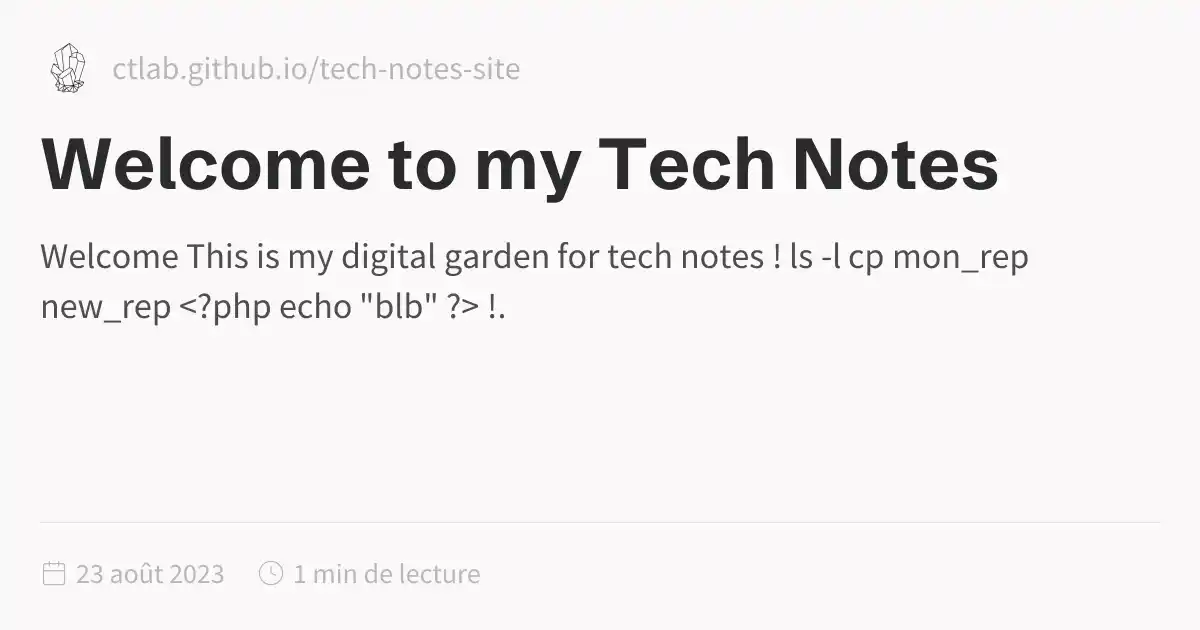 ctlab.github.io/tech-notes-site
Welcome to my Tech Notes
Welcome This is my digital garden for tech notes ! ls -l cp mon_rep
new_rep <?php echo "blb" ?> !.
23 août 2023 1 min de lecture